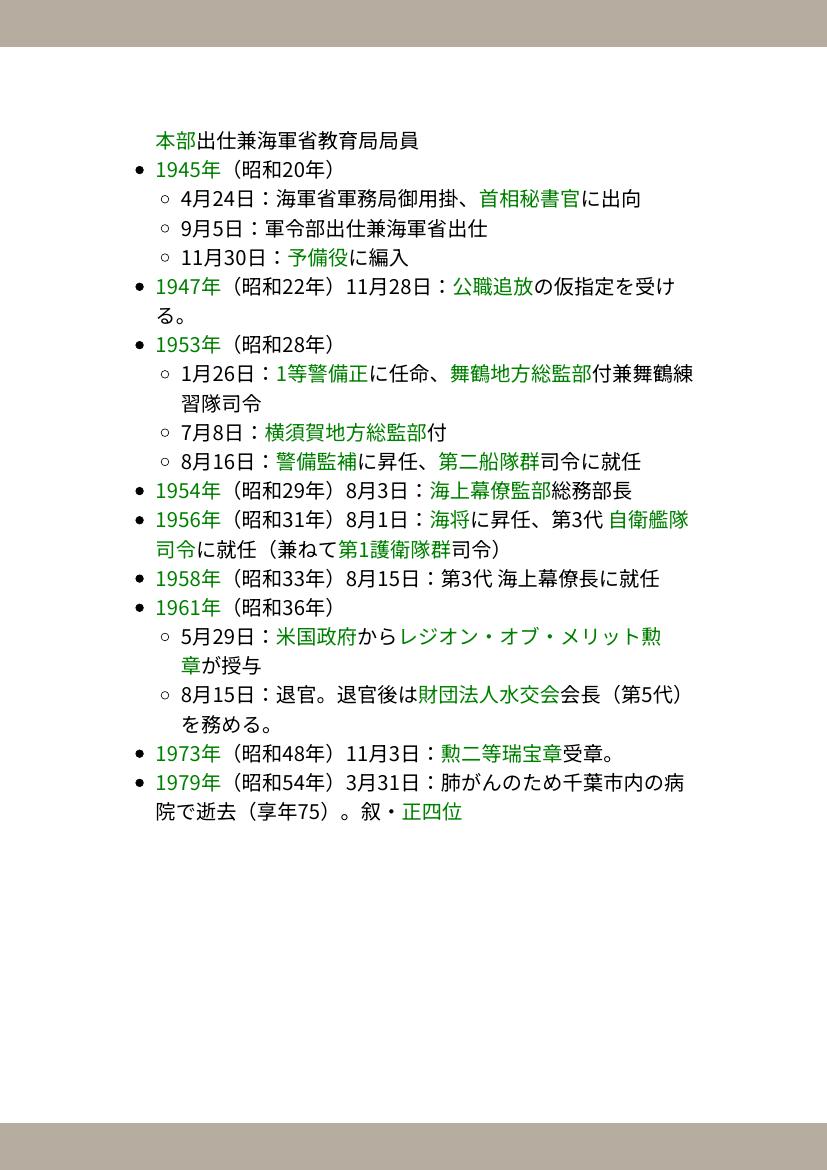 本部出仕兼海軍省教育局局員
1945年（昭和20年）
4月24日：海軍省軍務局御用掛、首相秘書官に出向
9月5日：軍令部出仕兼海軍省出仕
11月30日：予備役に編入
1947年（昭和22年）11月28日：公職追放の仮指定を受け
る。
1953年（昭和28年）
1月26日：1等警備正に任命、舞鶴地方総監部付兼舞鶴練
習隊司令
7月8日：横須賀地方総監部付
8月16日：警備監補に昇任、第二船隊群司令に就任
1954年（昭和29年）8月3日：海上幕僚監部総務部長
1956年（昭和31年）8月1日：海将に昇任、第3代 自衛艦隊
司令に就任（兼ねて第1護衛隊群司令）
1958年（昭和33年）8月15日：第3代 海上幕僚長に就任
1961年（昭和36年）
5月29日：米国政府からレジオン・オブ・メリット勲
章が授与
8月15日：退官。退官後は財団法人水交会会長（第5代）
を務める。
1973年（昭和48年）11月3日：勲二等瑞宝章受章。
1979年（昭和54年）3月31日：肺がんのため千葉市内の病
院で逝去（享年75）。叙・正四位